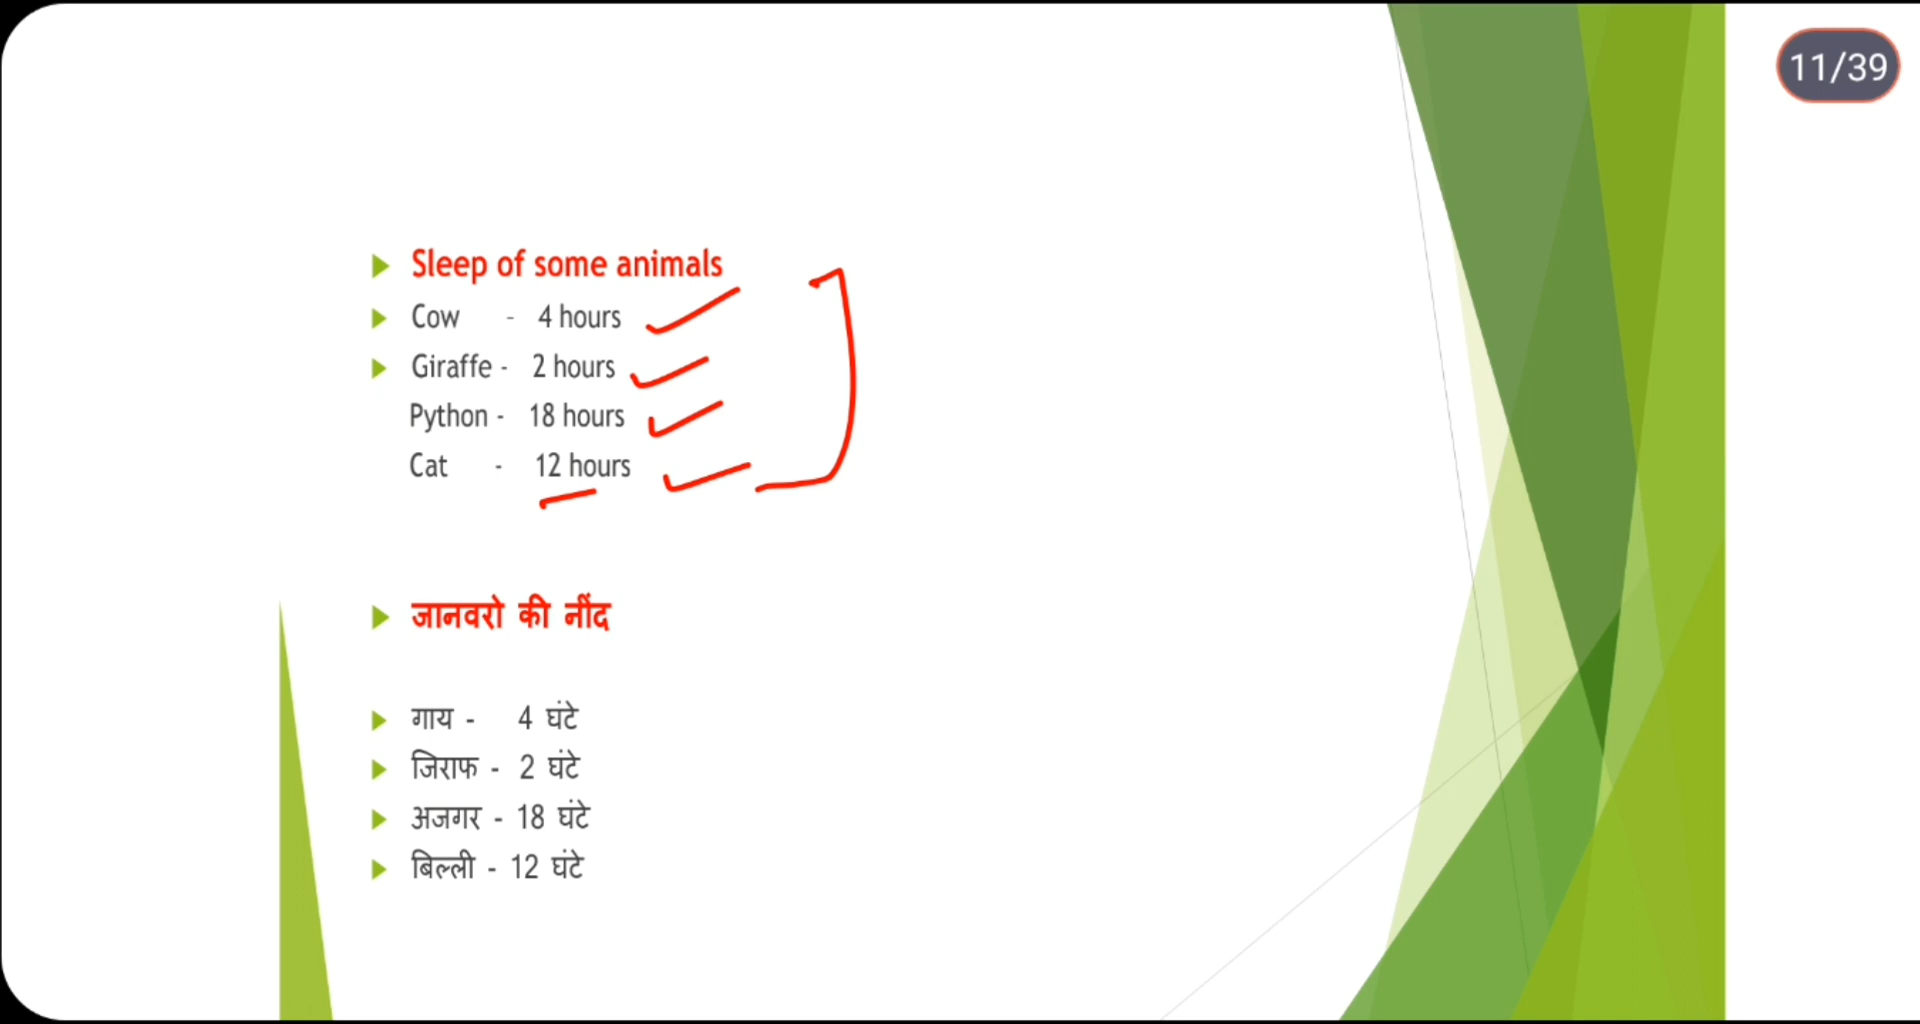 11/39
Sleep of some animals
Cow - 4 hours
Giraffe - 2 hours
Python - 18 hours
Cat - 12 hours
जानवरो की नींद
गाय - 4 घंटे
जिराफ - 2 घंटे
अजगर - 18 घंटे
बिल्ली - 12 घंटे